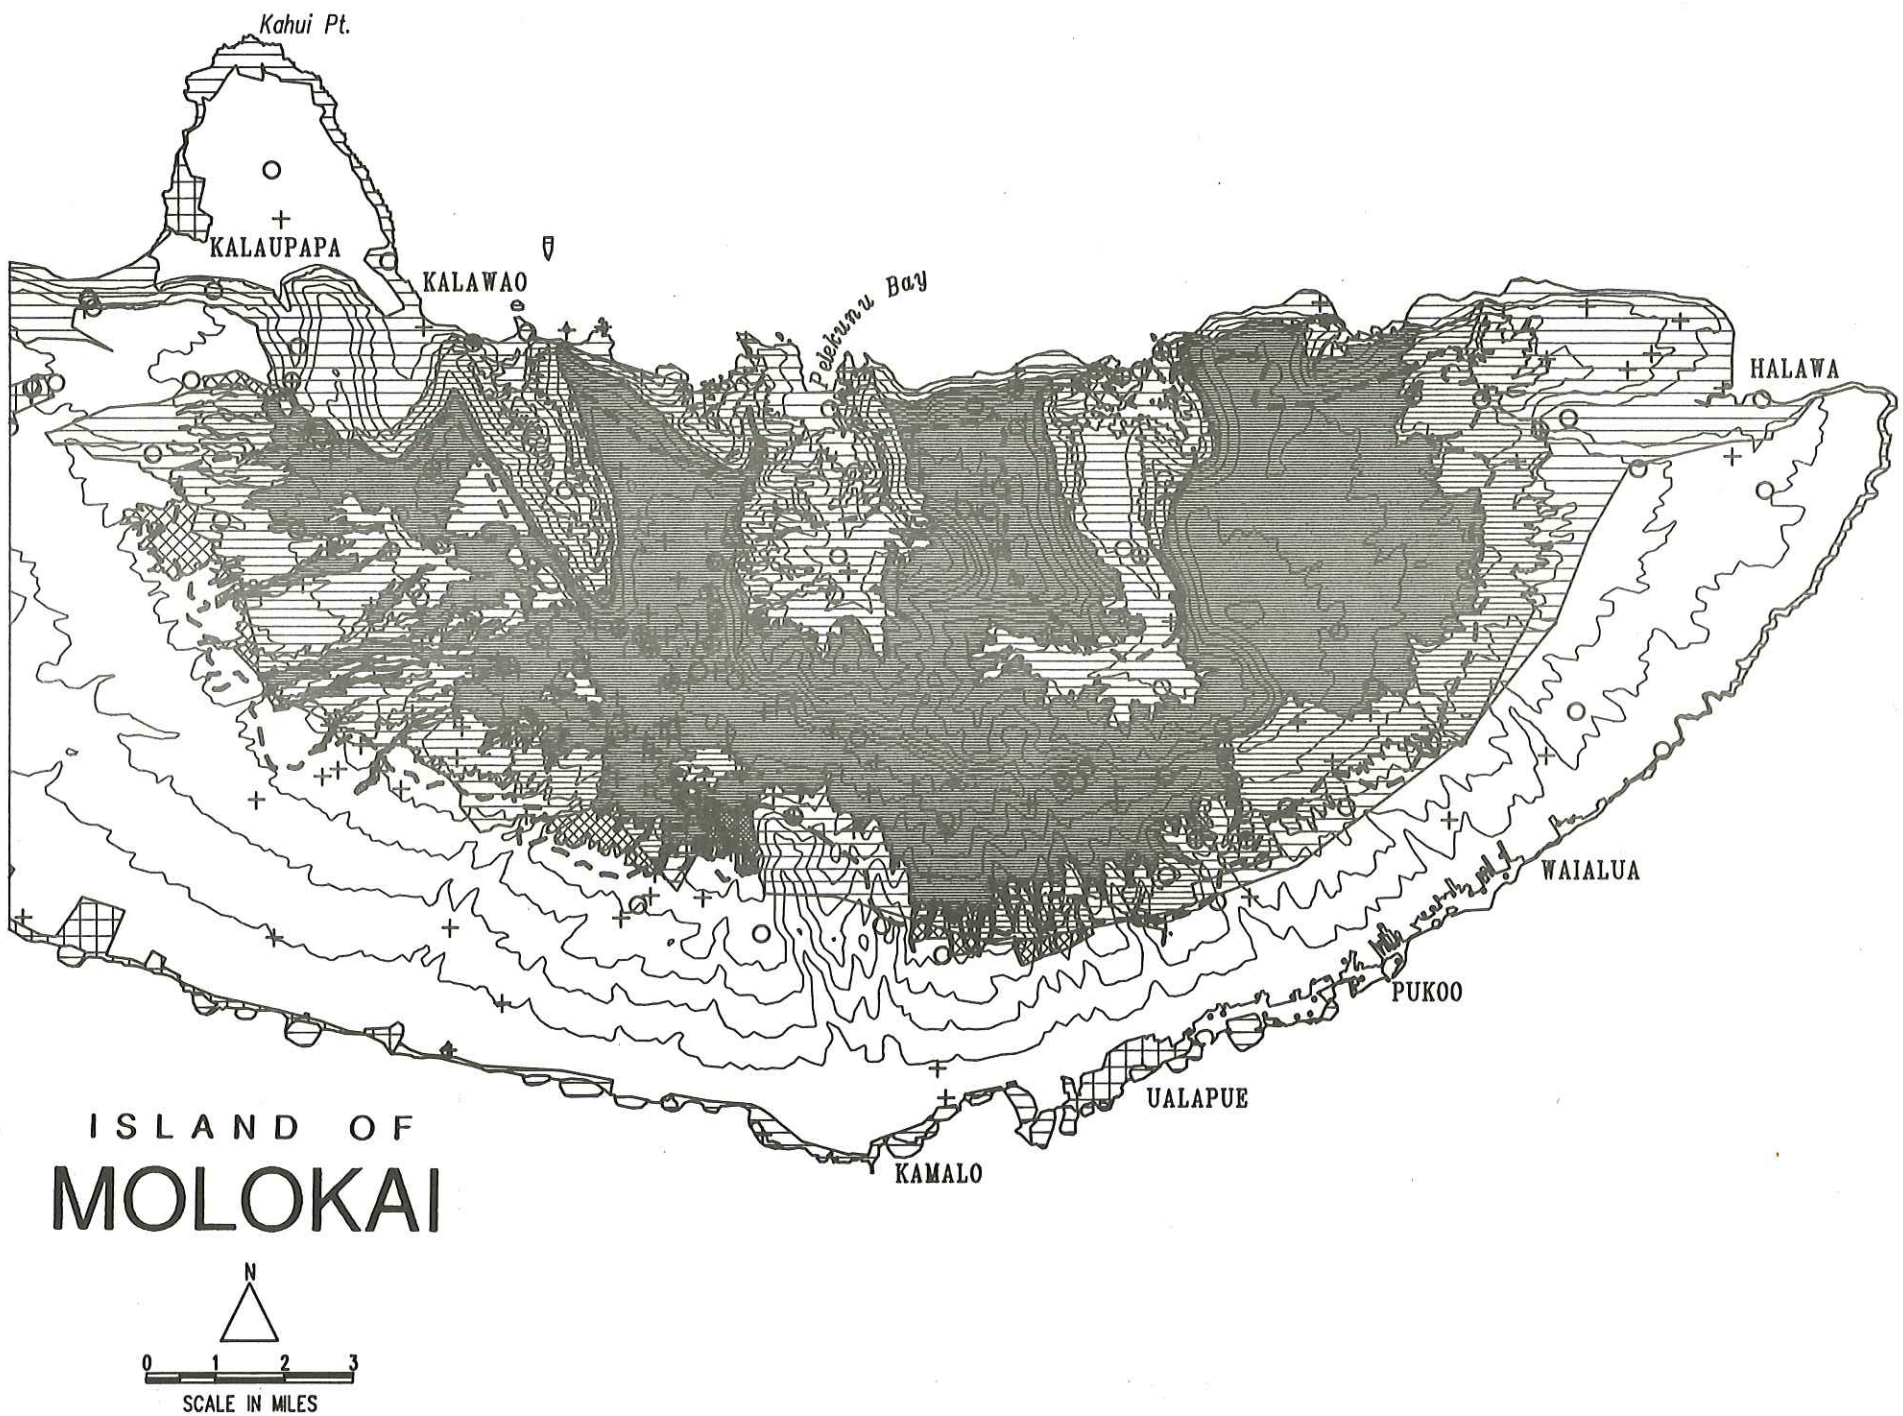 Kahui Pt.
KALAUPAPA
KALAWAO
Pelekunu Bay
HALAWA
WAIALUA
PUKOO
UALAPUE
KAMALO
ISLAND OF
MOLOKAI
N
0 1 2 3
SCALE IN MILES